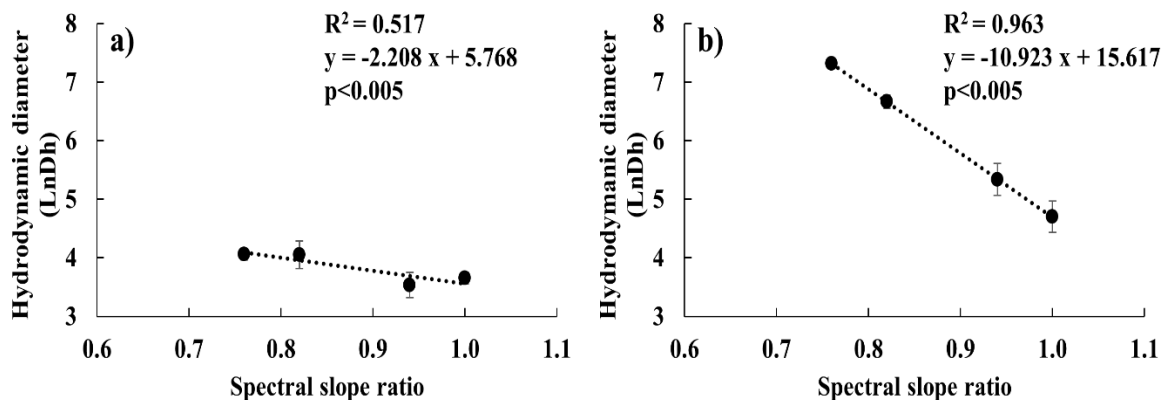 a)
R² = 0.517
y = -2.208 x + 5.768
p<0.005
Hydrodynamic diameter
(LnDh)
8
7
6
5
4
3
0.6 0.7 0.8 0.9 1.0 1.1
Spectral slope ratio
b)
R² = 0.963
y = -10.923 x + 15.617
p<0.005
Hydrodymanic diameter
(LnDh)
8
7
6
5
4
3
0.6 0.7 0.8 0.9 1.0 1.1
Spectral slope ratio